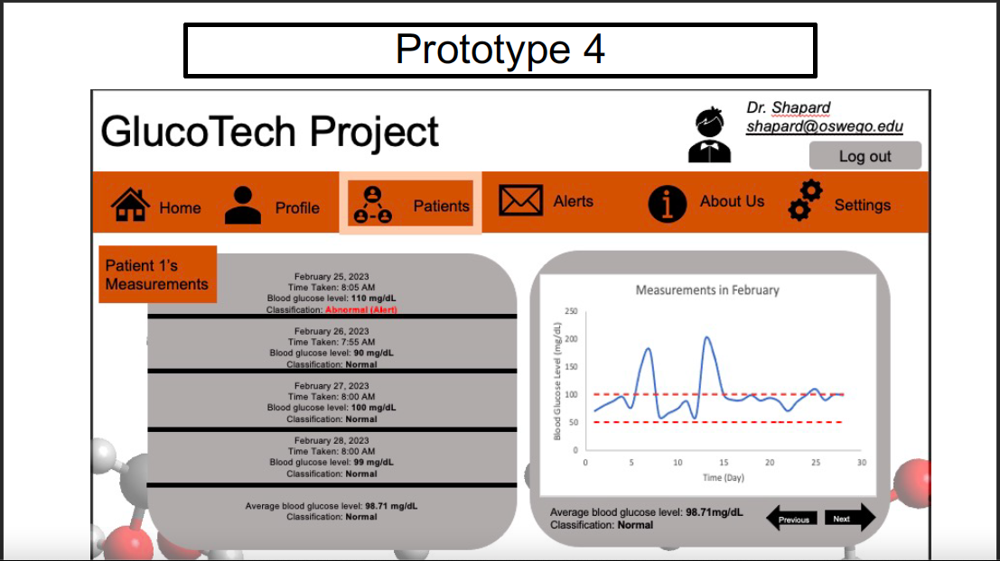 Prototype 4
GlucoTech Project
Dr. Shapard
shapard@oswego.edu
Log out
Home
Profile
Patients
Alerts
About Us
Settings
Patient 1's
Measurements
February 25, 2023
Time Taken: 8:05 AM
Blood glucose level: 110 mg/dL
Classification: Abnormal (Alert)
February 26, 2023
Time Taken: 7:55 AM
Blood glucose level: 90 mg/dL
Classification: Normal
February 27, 2023
Time Taken: 8:00 AM
Blood glucose level: 100 mg/dL
Classification: Normal
February 28, 2023
Time Taken: 8:00 AM
Blood glucose level: 99 mg/dL
Classification: Normal
Average blood glucose level: 98.71 mg/dL
Classification: Normal
Measurements in February
Blood Glucose Level (mg/dL)
250
200
150
100
50
0
0 5 10 15 20 25 30
Time (Day)
Average blood glucose level: 98.71mg/dL
Classification: Normal
Previous
Next